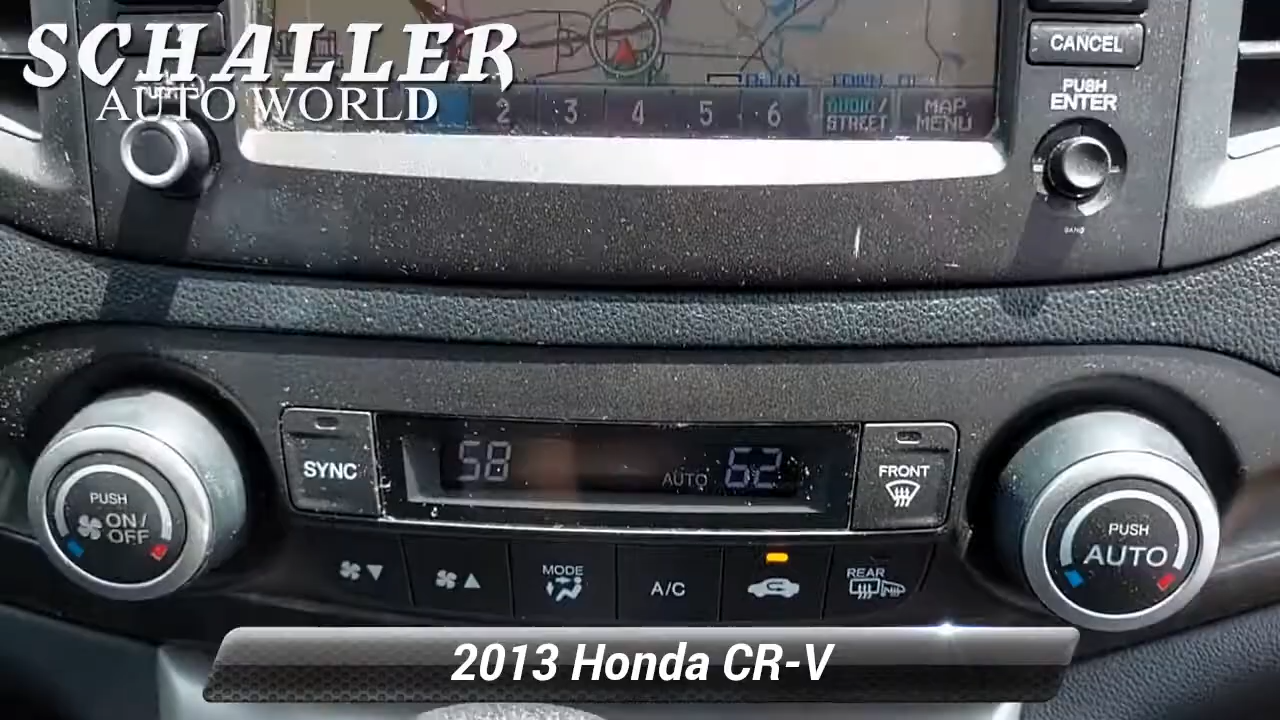 SCHALLER
AUTO WORLD
CANCEL
PUSH
ENTER
2 3 4 5 6
AUDIO/
STREET
MAP
MENU
SYNC
58
AUTO 62
FRONT
PUSH
ON/
OFF
PUSH
AUTO
MODE
A/C
REAR
2013 Honda CR-V